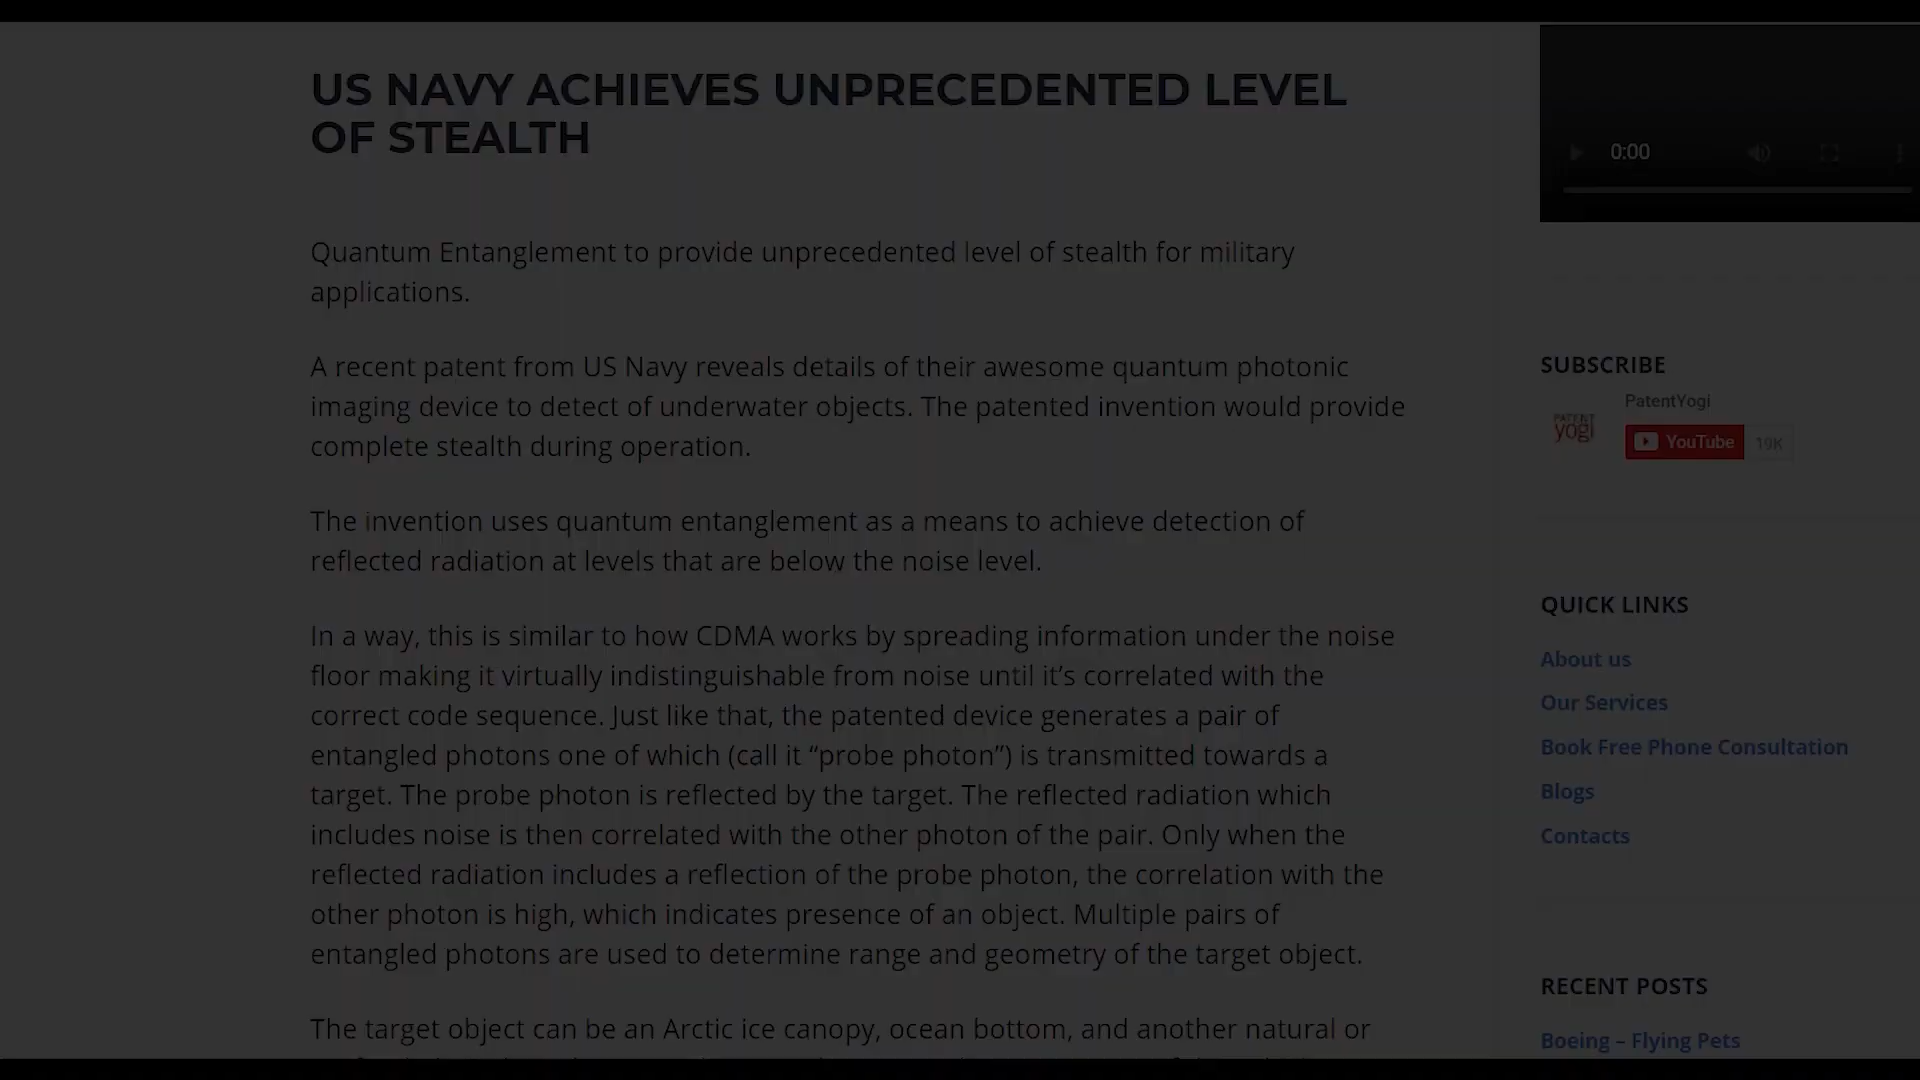 US NAVY ACHIEVES UNPRECEDENTED LEVEL
OF STEALTH
Quantum Entanglement to provide unprecedented level of stealth for military
applications.
A recent patent from US Navy reveals details of their awesome quantum photonic
imaging device to detect of underwater objects. The patented invention would provide
complete stealth during operation.
The invention uses quantum entanglement as a means to achieve detection of
reflected radiation at levels that are below the noise level.
In a way, this is similar to how CDMA works by spreading information under the noise
floor making it virtually indistinguishable from noise until it’s correlated with the
correct code sequence. Just like that, the patented device generates a pair of
entangled photons one of which (call it “probe photon”) is transmitted towards a
target. The probe photon is reflected by the target. The reflected radiation which
includes noise is then correlated with the other photon of the pair. Only when the
reflected radiation includes a reflection of the probe photon, the correlation with the
other photon is high, which indicates presence of an object. Multiple pairs of
entangled photons are used to determine range and geometry of the target object.
The target object can be an Arctic ice canopy, ocean bottom, and another natural or
0:00
SUBSCRIBE
PatentYogi
PATENT
yogi
YouTube 19K
QUICK LINKS
About us
Our Services
Book Free Phone Consultation
Blogs
Contacts
RECENT POSTS
Boeing – Flying Pets